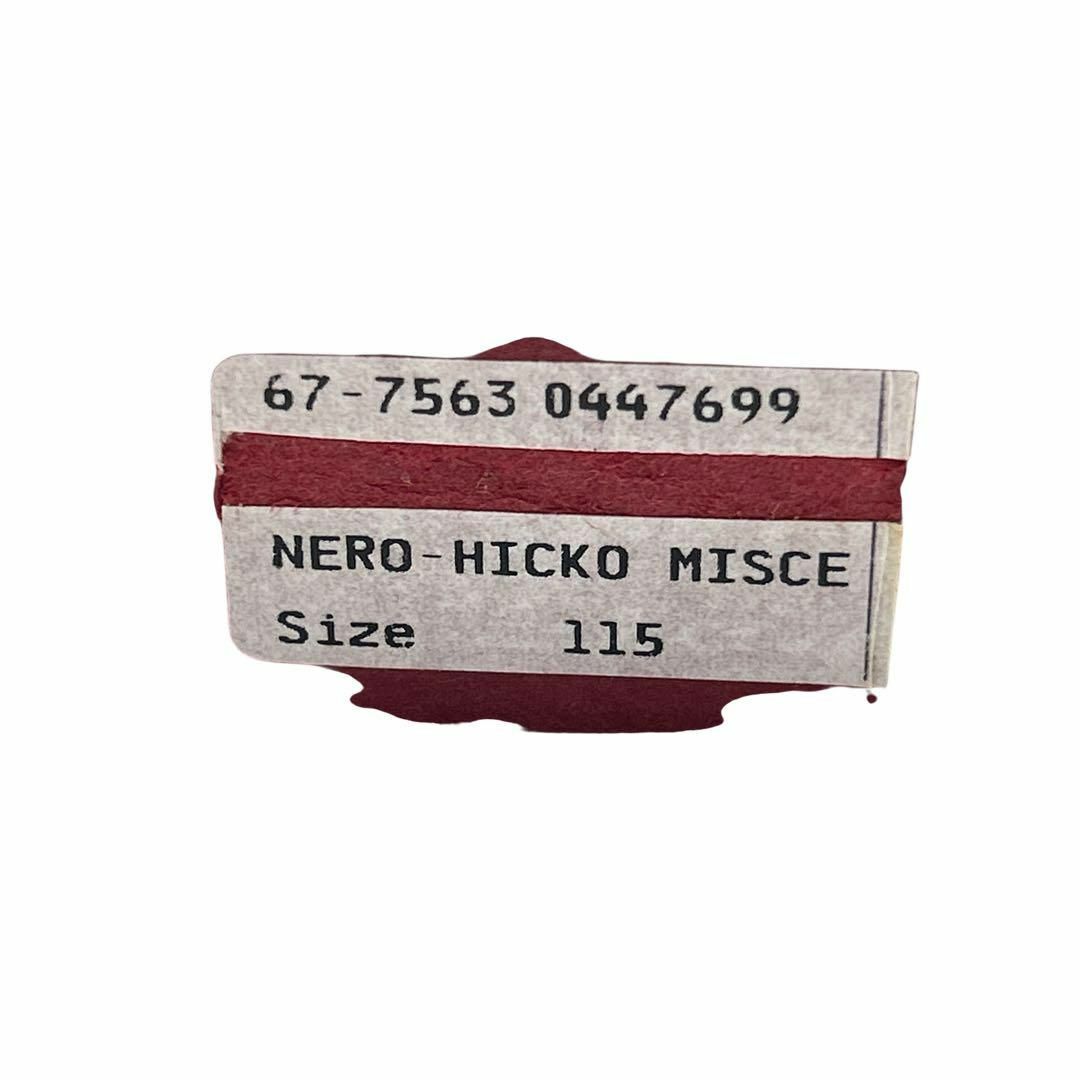 67-7563 0447699
NERO-HICKO MISCE
Size 115